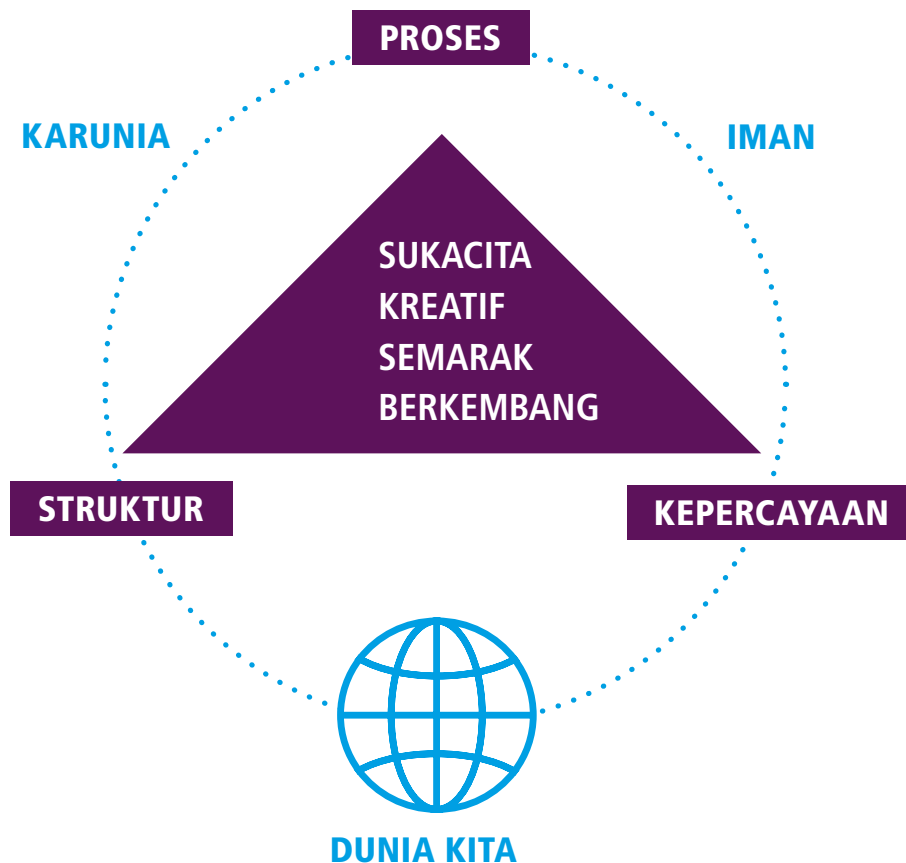 PROSES
KARUNIA
IMAN
SUKACITA
KREATIF
SEMARAK
BERKEMBANG
STRUKTUR
KEPERCAYAAN
DUNIA KITA